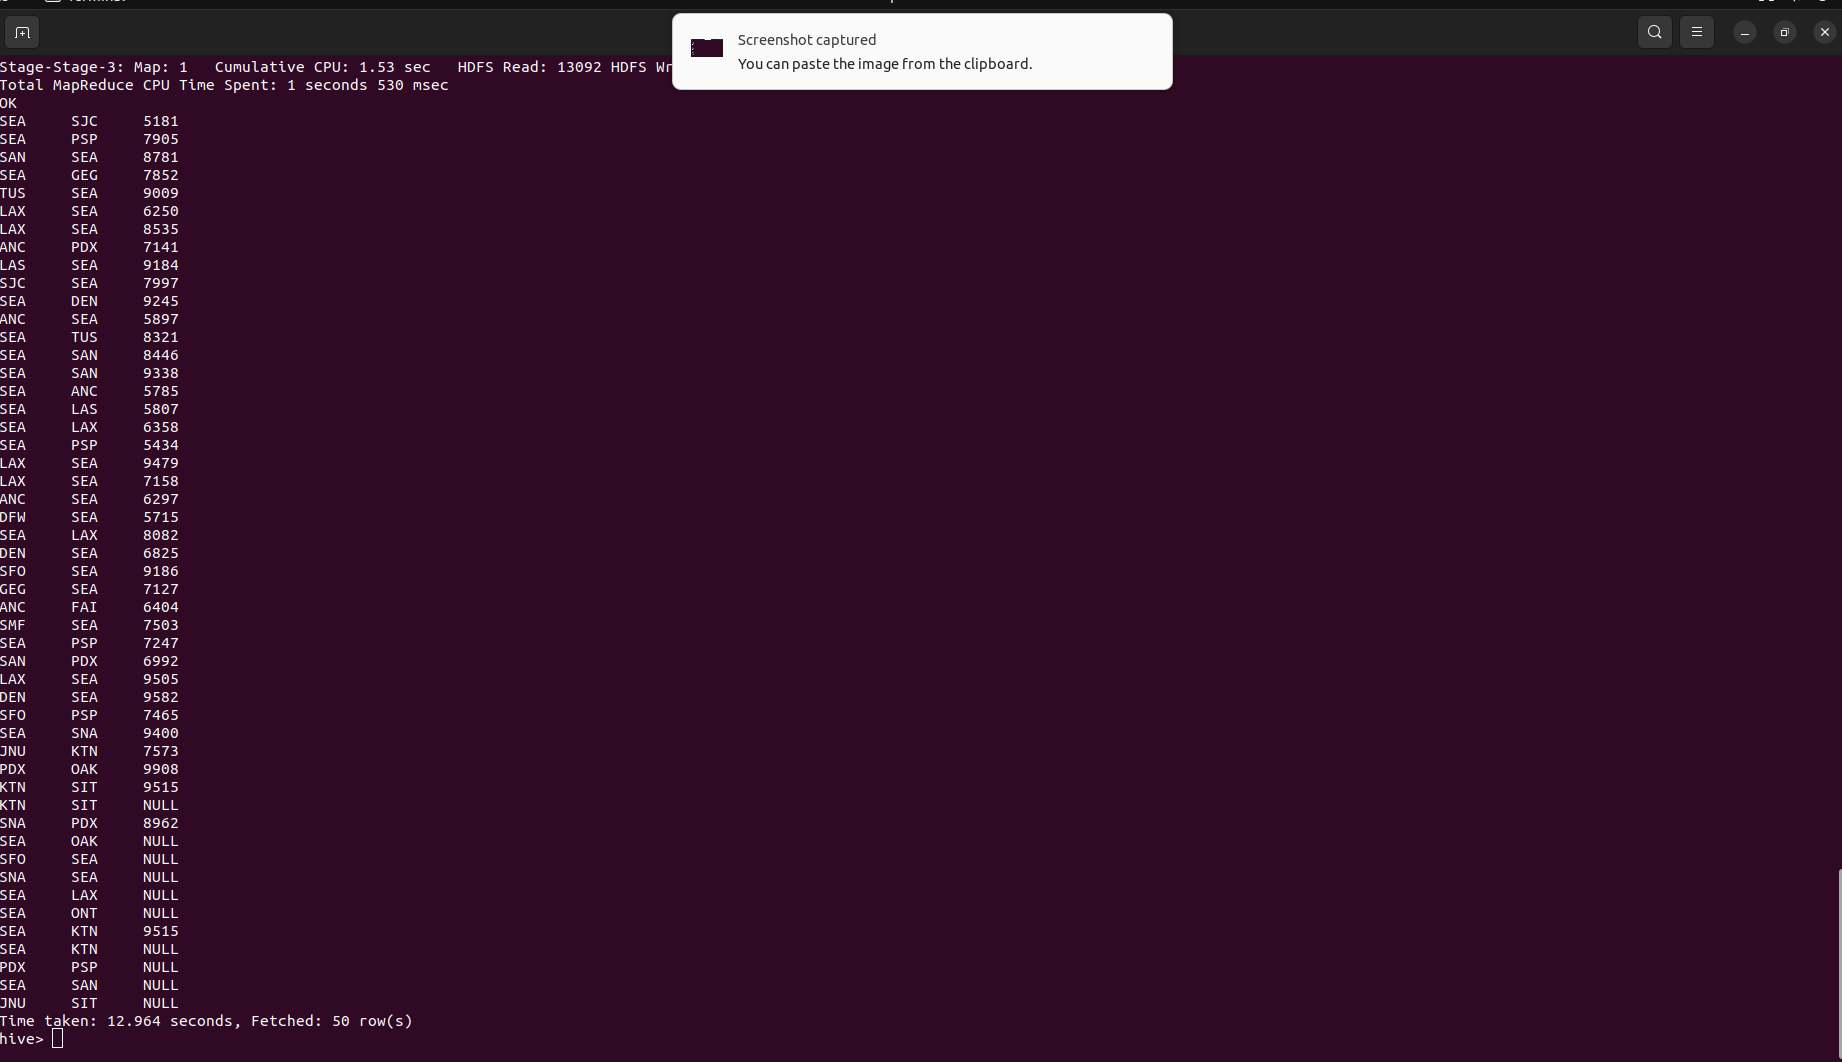 Screenshot captured
You can paste the image from the clipboard.
Stage-Stage-3: Map: 1   Cumulative CPU: 1.53 sec   HDFS Read: 13092 HDFS
Total MapReduce CPU Time Spent: 1 seconds 530 msec
OK
SEA     SJC     5181
SEA     PSP     7905
SAN     SEA     8781
SEA     GEG     7852
TUS     SEA     9009
LAX     SEA     6250
LAX     SEA     8535
ANC     PDX     7141
LAS     SEA     9184
SJC     SEA     7997
SEA     DEN     9245
ANC     SEA     5897
SEA     TUS     8321
SEA     SAN     8446
SEA     SAN     9338
SEA     ANC     5785
SEA     LAS     5807
SEA     LAX     6358
SEA     PSP     5434
LAX     SEA     9479
LAX     SEA     7158
ANC     SEA     6297
DFW     SEA     5715
SEA     LAX     8082
DEN     SEA     6825
SFO     SEA     9186
GEG     SEA     7127
ANC     FAI     6404
SMF     SEA     7503
SEA     PSP     7247
SAN     PDX     6992
LAX     SEA     9505
DEN     SEA     9582
SFO     PSP     7465
SEA     SNA     9400
JNU     KTN     7573
PDX     OAK     9908
KTN     SIT     9515
KTN     SIT     NULL
SNA     PDX     8962
SEA     OAK     NULL
SFO     SEA     NULL
SNA     SEA     NULL
SEA     LAX     NULL
SEA     ONT     NULL
SEA     KTN     9515
SEA     KTN     NULL
PDX     PSP     NULL
SEA     SAN     NULL
JNU     SIT     NULL
Time taken: 12.964 seconds, Fetched: 50 row(s)
hive>